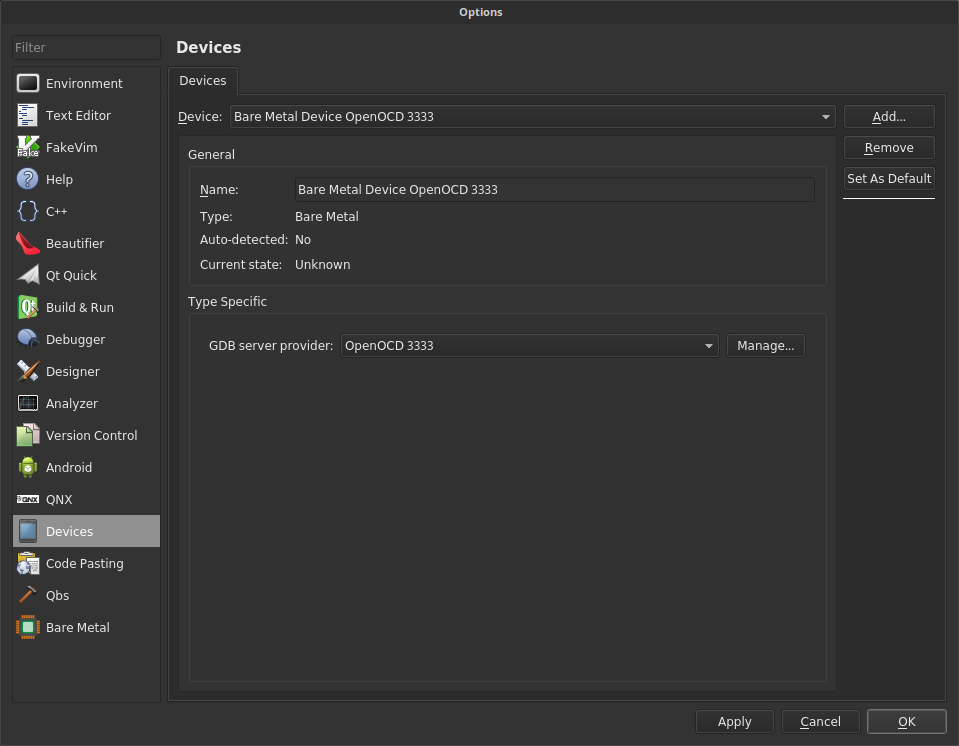 Options
Filter
Environment
Text Editor
Fake
FakeVim
Help
C++
Beautifier
Qt Quick
Qt
Build & Run
Debugger
Designer
Analyzer
Version Control
Android
QNX
QNX
Devices
Code Pasting
Qbs
Bare Metal
Devices
Devices
Device: Bare Metal Device OpenOCD 3333
Add...
Remove
Set As Default
General
Name: Bare Metal Device OpenOCD 3333
Type: Bare Metal
Auto-detected: No
Current state: Unknown
Type Specific
GDB server provider: OpenOCD 3333 Manage...
Apply Cancel OK